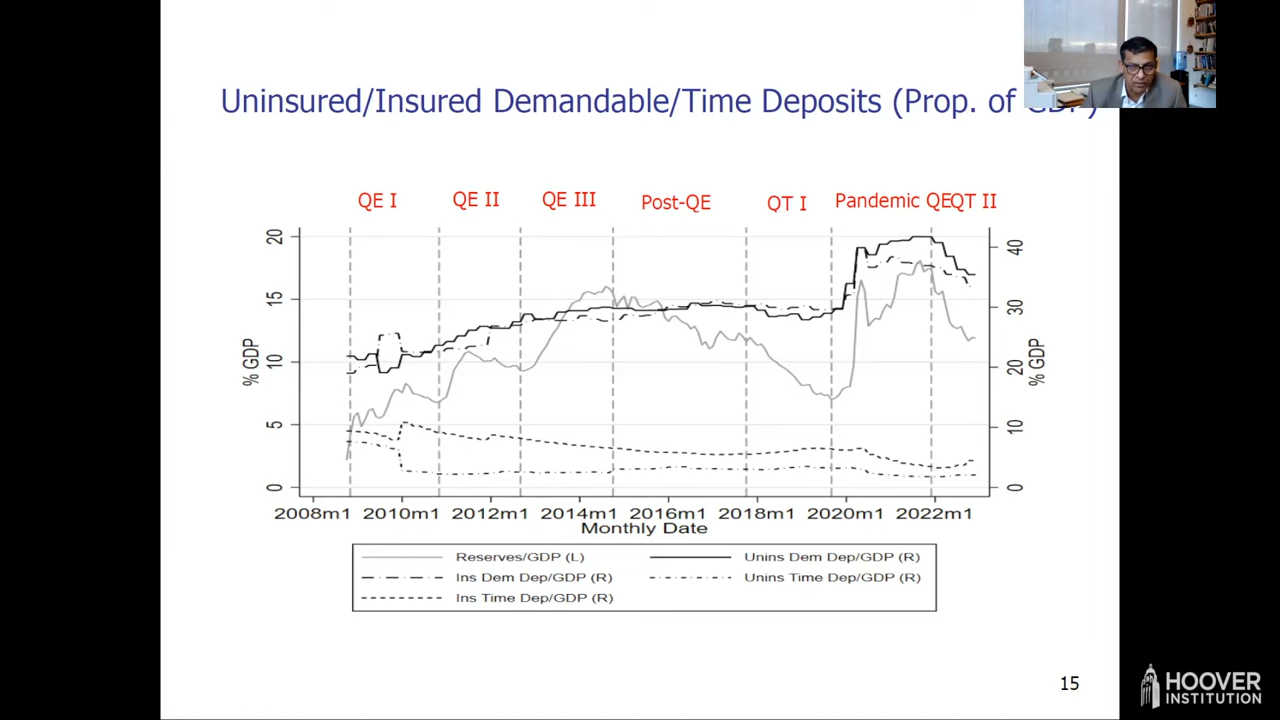 Uninsured/Insured Demandable/Time Deposits (Prop. of GDP)
QE I QE II QE III Post-QE QT I Pandemic QE QT II
20
15
10
5
0
% GDP
40
30
20
10
0
% GDP
2008m1 2010m1 2012m1 2014m1 2016m1 2018m1 2020m1 2022m1
Monthly Date
Reserves/GDP (L) Unins Dem Dep/GDP (R)
Ins Dem Dep/GDP (R) Unins Time Dep/GDP (R)
Ins Time Dep/GDP (R)
15
HOOVER
INSTITUTION